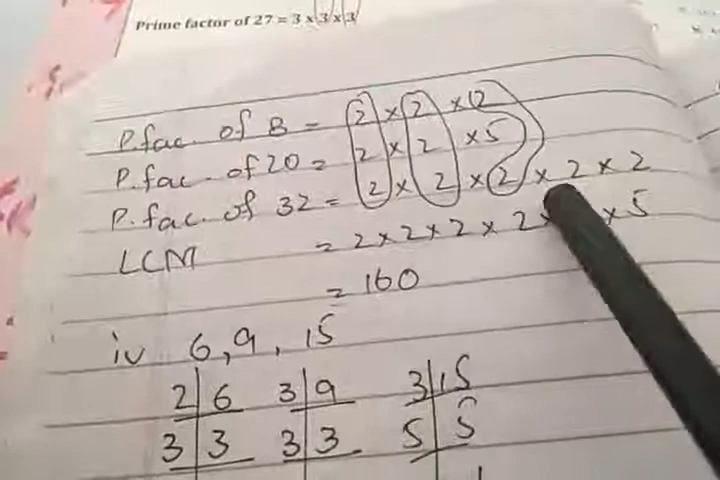 Prime factor of 27 = 3 x 3 x 3
P.fac. of 8 = 2 × 2 × 2
P.fac. of 20 = 2 × 2 × 5
P.fac. of 32 = 2 × 2 × 2 × 2 × 2
LCM = 2 × 2 × 2 × 2 × × 5
= 160
iv 6, 9, 15
2 | 6 3 | 9 3 | 15
3 | 3 3 | 3 5 | 5